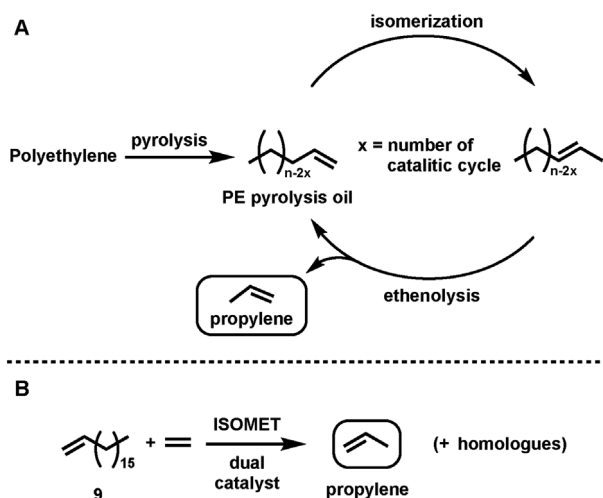 A
isomerization
Polyethylene
pyrolysis
n-2x
PE pyrolysis oil
x = number of
catalitic cycle
n-2x
propylene
ethenolysis
B
9
15
+
ISOMET
dual
catalyst
propylene
(+ homologues)